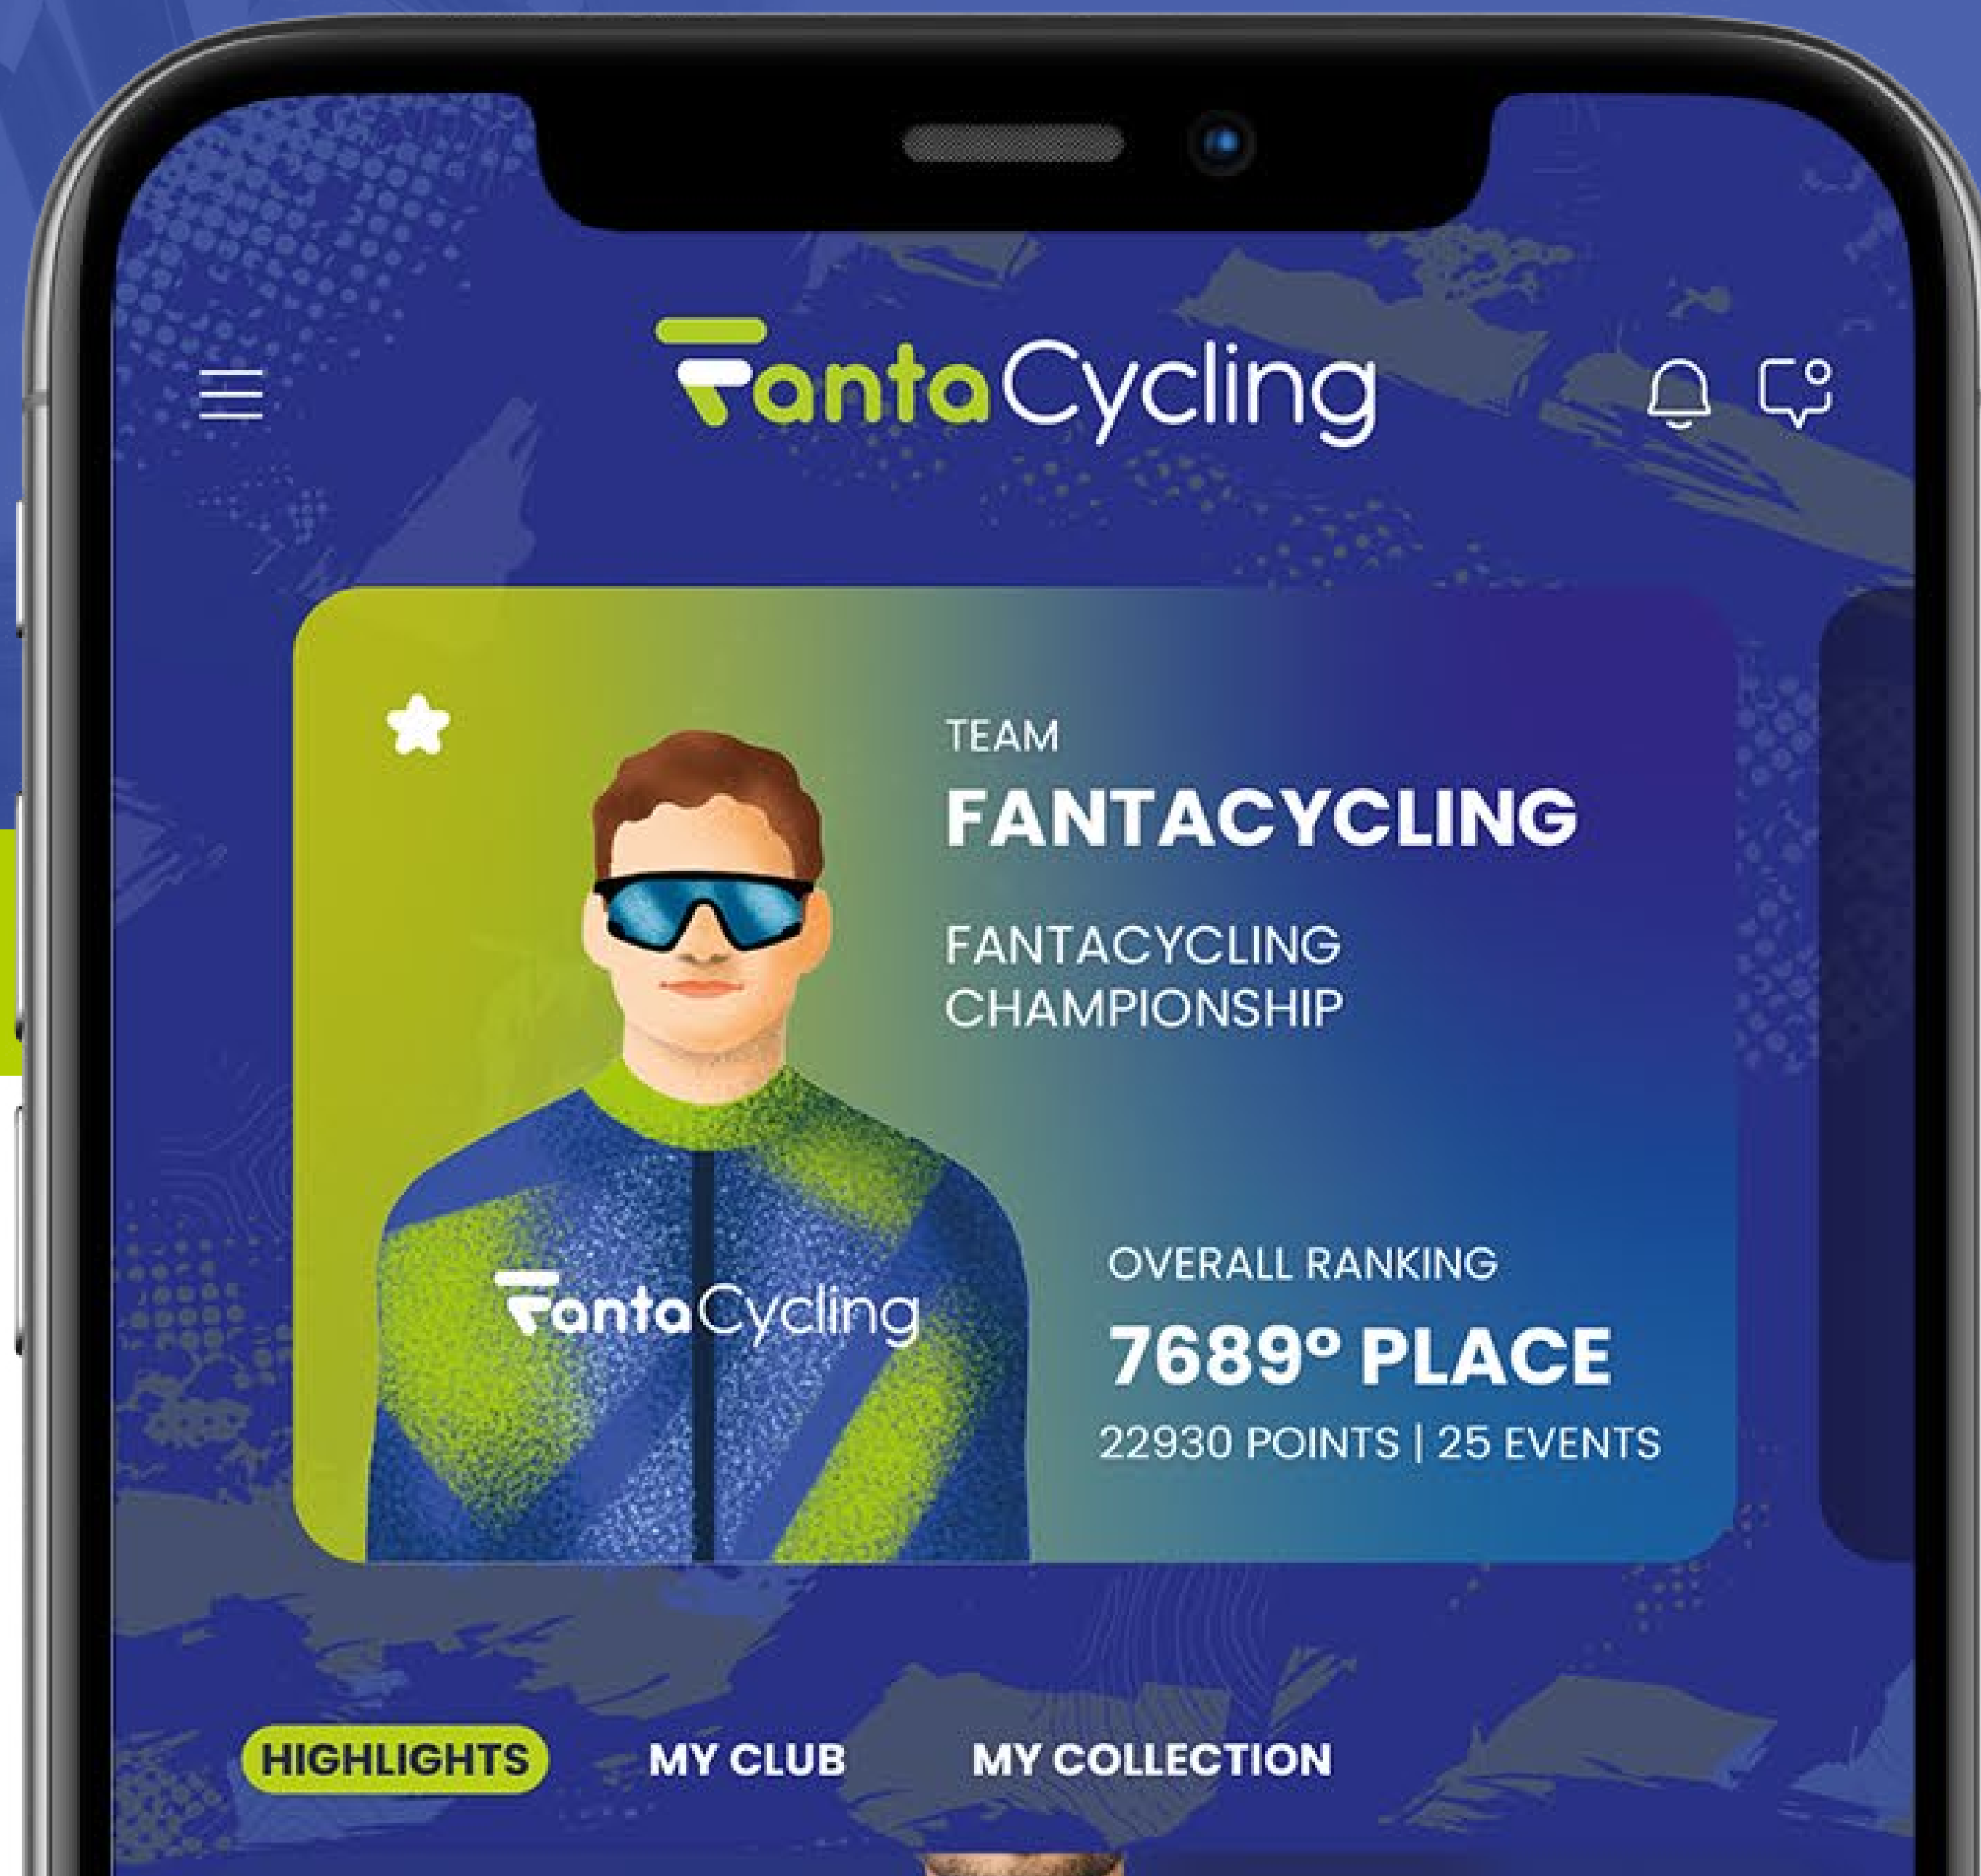 FantaCycling
TEAM
FANTACYCLING
FANTACYCLING
CHAMPIONSHIP
FantaCycling
OVERALL RANKING
7689° PLACE
22930 POINTS | 25 EVENTS
HIGHLIGHTS
MY CLUB
MY COLLECTION